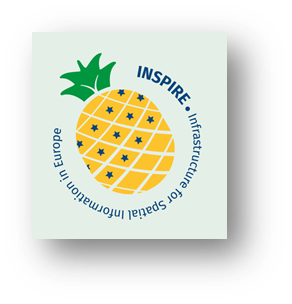 INSPIRE • Infrastructure for Spatial Information in Europe